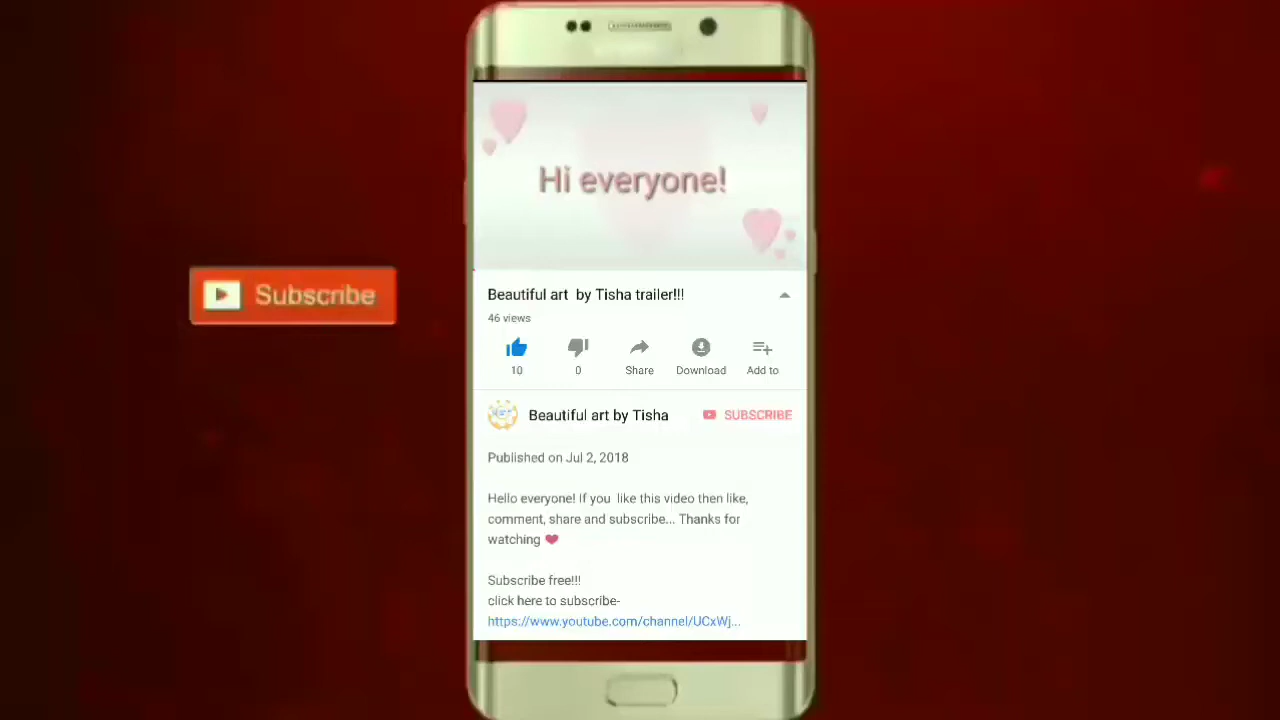 Hi everyone!
Subscribe
Beautiful art by Tisha trailer!!!
46 views
10
0
Share
Download
Add to
Beautiful art by Tisha
SUBSCRIBE
Published on Jul 2, 2018
Hello everyone! If you like this video then like,
comment, share and subscribe... Thanks for
watching ❤
Subscribe free!!!
click here to subscribe-
https://www.youtube.com/channel/UCxWj...